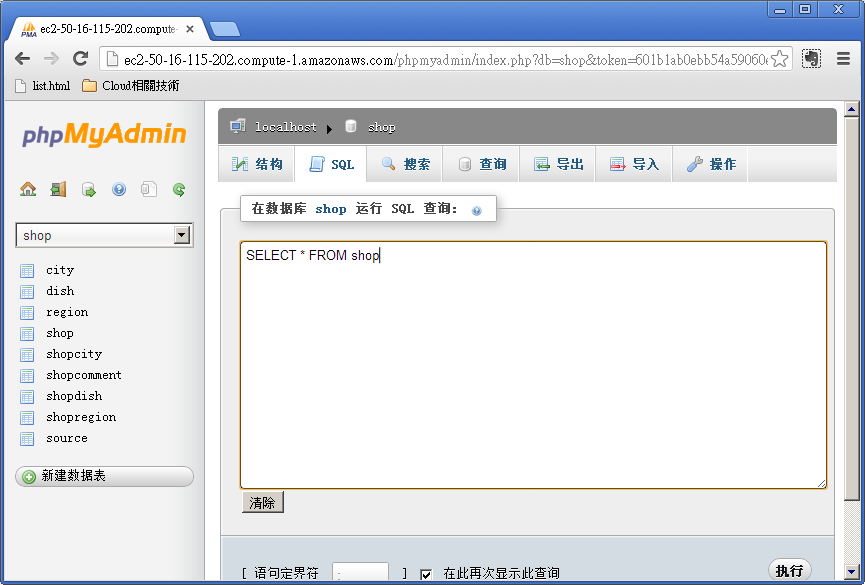 ec2-50-16-115-202.compute-
ec2-50-16-115-202.compute-1.amazonaws.com/phpmyadmin/index.php?db=shop&token=601b1ab0ebb54a59060
list.html Cloud相關技術
phpMyAdmin
localhost shop
结构 SQL 搜索 查询 导出 导入 操作
在数据库 shop 运行 SQL 查询:
shop
city
dish
region
shop
shopcity
shopcomment
shopdish
shopregion
source
新建数据表
SELECT * FROM shop
清除
[ 语句定界符 ; ] 在此再次显示此查询
执行